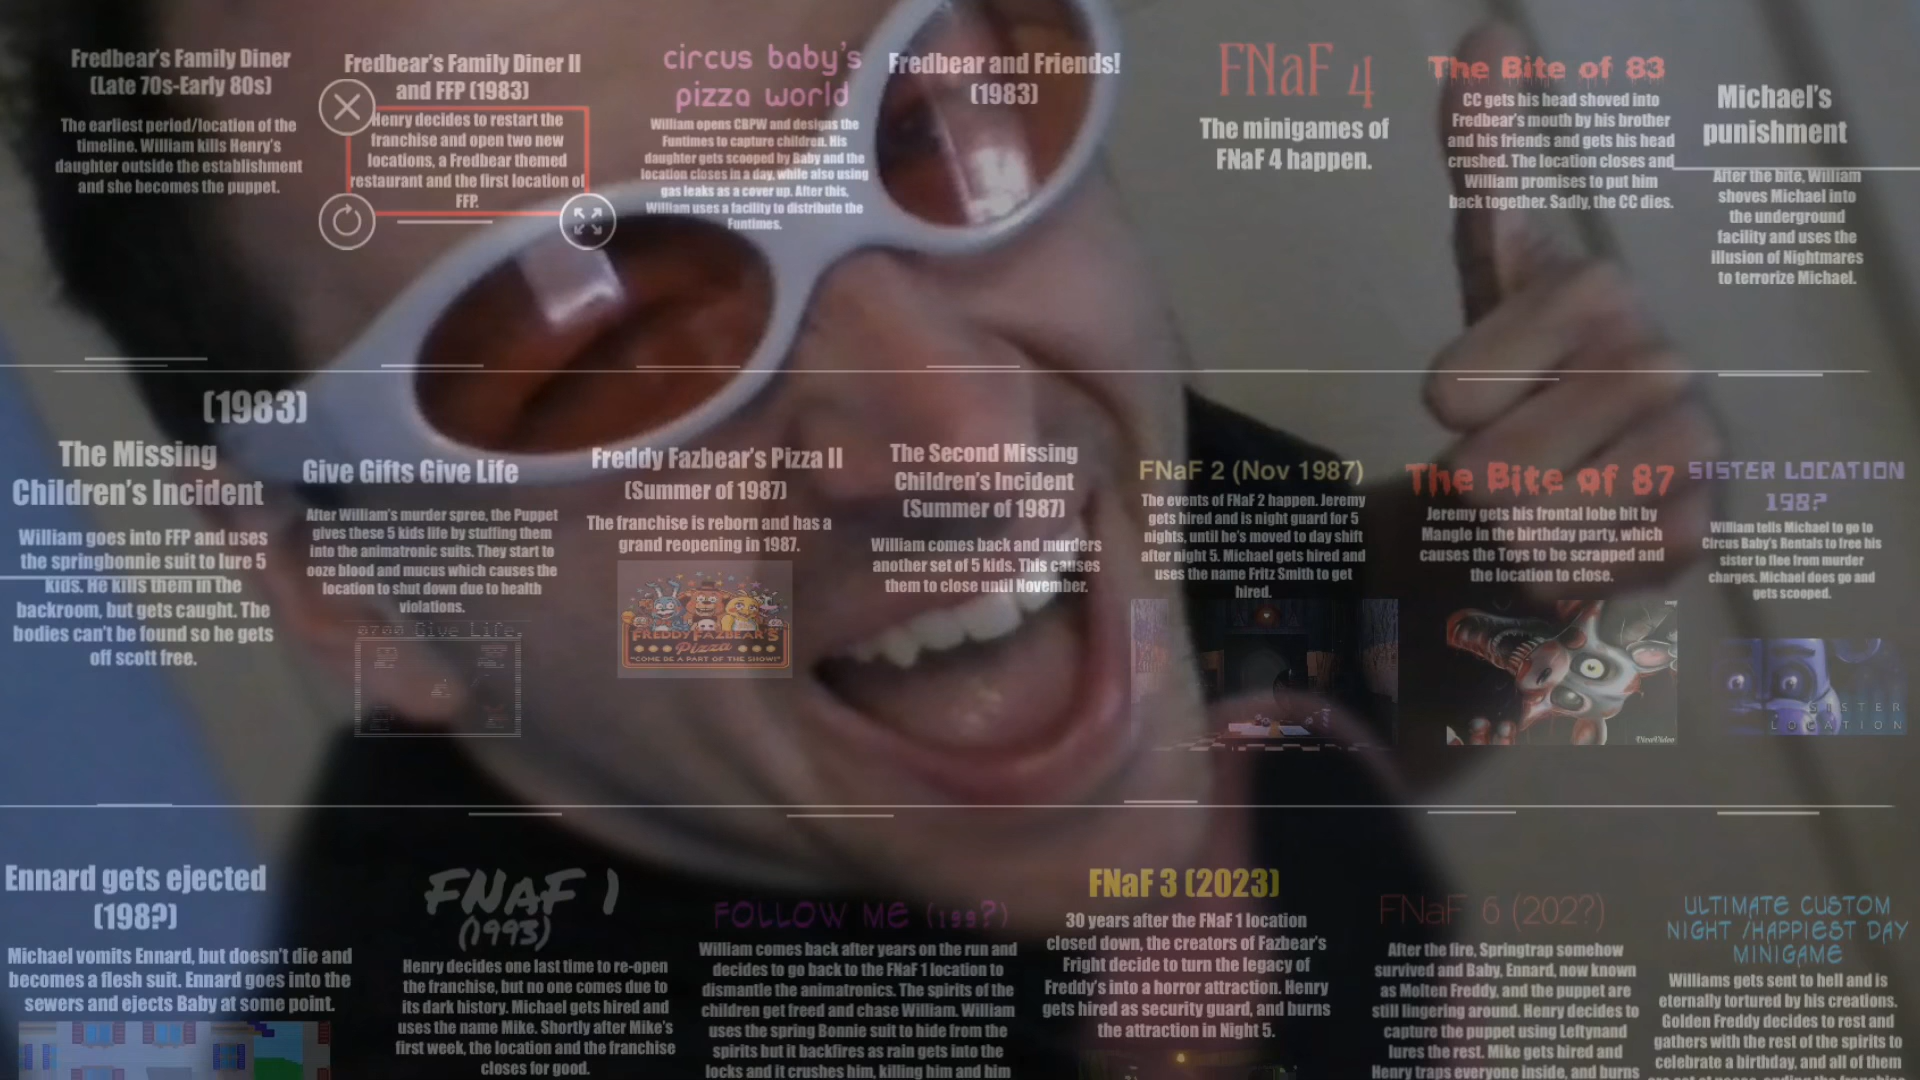 Fredbear's Family Diner
(Late 70s-Early 80s)
The earliest period/location of the
timeline. William kills Henry's
daughter outside the establishment
and she becomes the puppet.
Fredbear's Family Diner II
and FFP (1983)
Henry decides to restart the
franchise and open two new
locations, a Fredbear themed
restaurant and the first location of
FFP.
circus baby's
pizza world
William opens CBPW and designs the
Funtimes to capture children. His
daughter gets scooped by Baby and the
location closes in a day, while also using
gas leaks as a cover up. After this,
William uses a facility to distribute the
Funtimes.
Fredbear and Friends!
(1983)
FNaF 4
The minigames of
FNaF 4 happen.
The Bite of 83
CC gets his head shoved into
Fredbear's mouth by his brother
and his friends and gets his head
crushed. The location closes and
William promises to put him
back together. Sadly, the CC dies.
Michael's
punishment
After the bite, William
shoves Michael into
the underground
facility and uses the
illusion of Nightmares
to terrorize Michael.
(1983)
The Missing
Children's Incident
William goes into FFP and uses
the springbonnie suit to lure 5
kids. He kills them in the
backroom, but gets caught. The
bodies can't be found so he gets
off scott free.
Give Gifts Give Life
After William's murder spree, the Puppet
gives these 5 kids life by stuffing them
into the animatronic suits. They start to
ooze blood and mucus which causes the
location to shut down due to health
violations.
0700 Give Life.
Freddy Fazbear's Pizza II
(Summer of 1987)
The franchise is reborn and has a
grand reopening in 1987.
FREDDY FAZBEAR'S
Pizza
"COME BE A PART OF THE SHOW!"
The Second Missing
Children's Incident
(Summer of 1987)
William comes back and murders
another set of 5 kids. This causes
them to close until November.
FNaF 2 (Nov 1987)
The events of FNaF 2 happen. Jeremy
gets hired and is night guard for 5
nights, until he's moved to day shift
after night 5. Michael gets hired and
uses the name Fritz Smith to get
hired.
The Bite of 87
Jeremy gets his frontal lobe bit by
Mangle in the birthday party, which
causes the Toys to be scrapped and
the location to close.
ViewVideo
SISTER LOCATION
198?
William tells Michael to go to
Circus Baby's Rentals to free his
sister to flee from murder
charges. Michael does go and
gets scooped.
SISTER
LOCATION
Ennard gets ejected
(198?)
Michael vomits Ennard, but doesn't die and
becomes a flesh suit. Ennard goes into the
sewers and ejects Baby at some point.
FNaF 1
(1993)
Henry decides one last time to re-open
the franchise, but no one comes due to
its dark history. Michael gets hired and
uses the name Mike. Shortly after Mike's
first week, the location and the franchise
closes for good.
FOLLOW ME (199?)
William comes back after years on the run and
decides to go back to the FNaF 1 location to
dismantle the animatronics. The spirits of the
children get freed and chase William. William
uses the spring Bonnie suit to hide from the
spirits but it backfires as rain gets into the
locks and it crushes him, killing him and him
FNaF 3 (2023)
30 years after the FNaF 1 location
closed down, the creators of Fazbear's
Fright decide to turn the legacy of
Freddy's into a horror attraction. Henry
gets hired as security guard, and burns
the attraction in Night 5.
FNaF 6 (202?)
After the fire, Springtrap somehow
survived and Baby, Ennard, now known
as Molten Freddy, and the puppet are
still lingering around. Henry decides to
capture the puppet using Leftynand
lures the rest. Mike gets hired and
Henry traps everyone inside, and burns
ULTIMATE CUSTOM
NIGHT /HAPPIEST DAY
MINIGAME
Williams gets sent to hell and is
eternally tortured by his creations.
Golden Freddy decides to rest and
gathers with the rest of the spirits to
celebrate a birthday, and all of them